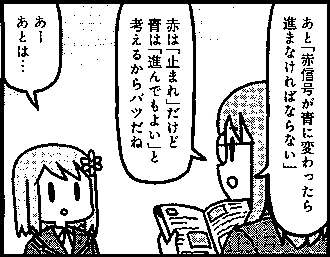 あと「赤信号が青に変わったら
進まなければならない」
赤は「止まれ」だけど
青は「進んでもよい」と
考えるからバツだね
あー
あとは…